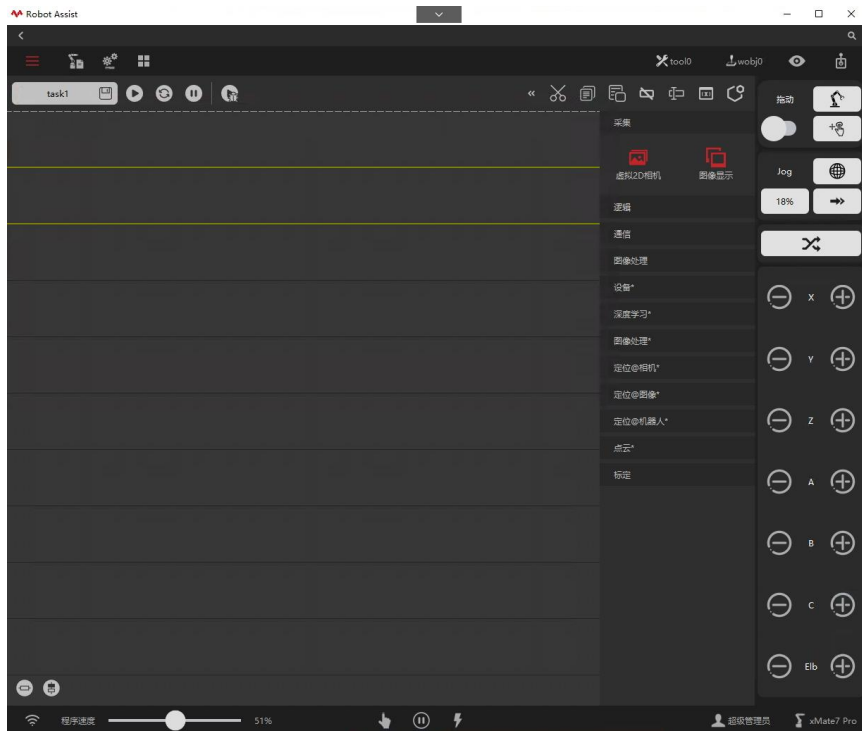 Robot Assist
tool0
wobj0
task1
拖动
采集
虚拟2D相机
图像显示
Jog
18%
逻辑
通信
图像处理
设备*
深度学习*
图像处理*
定位@相机*
定位@图像*
定位@机器人*
点云*
标定
X
Y
Z
A
B
C
Elb
程序速度
51%
超级管理员
xMate7 Pro